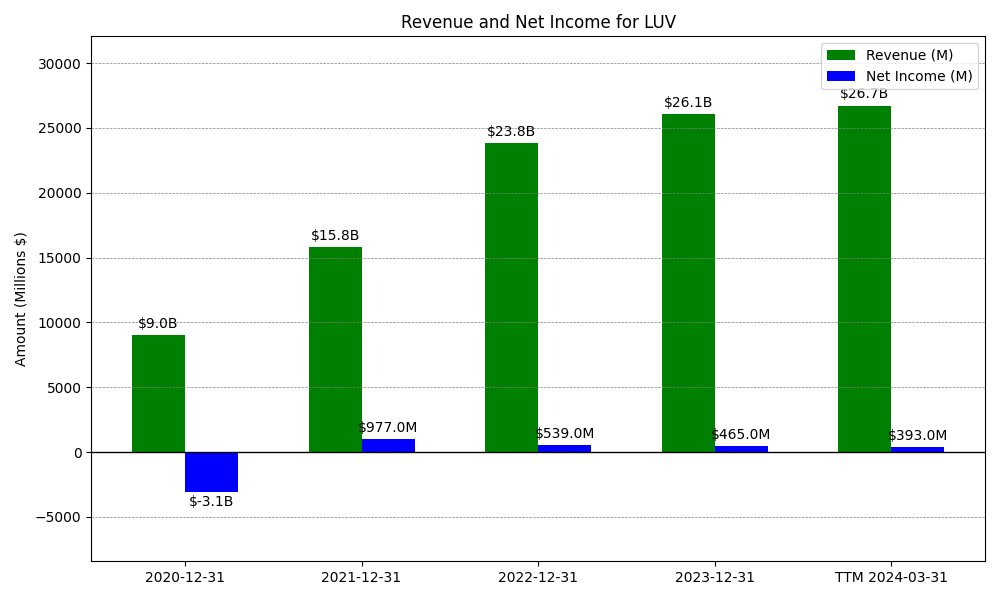 Revenue and Net Income for LUV
Revenue (M)
Net Income (M)
Amount (Millions $)
30000
25000
20000
15000
10000
5000
0
−5000
$9.0B
$-3.1B
$15.8B
$977.0M
$23.8B
$539.0M
$26.1B
$465.0M
$26.7B
$393.0M
2020-12-31
2021-12-31
2022-12-31
2023-12-31
TTM 2024-03-31